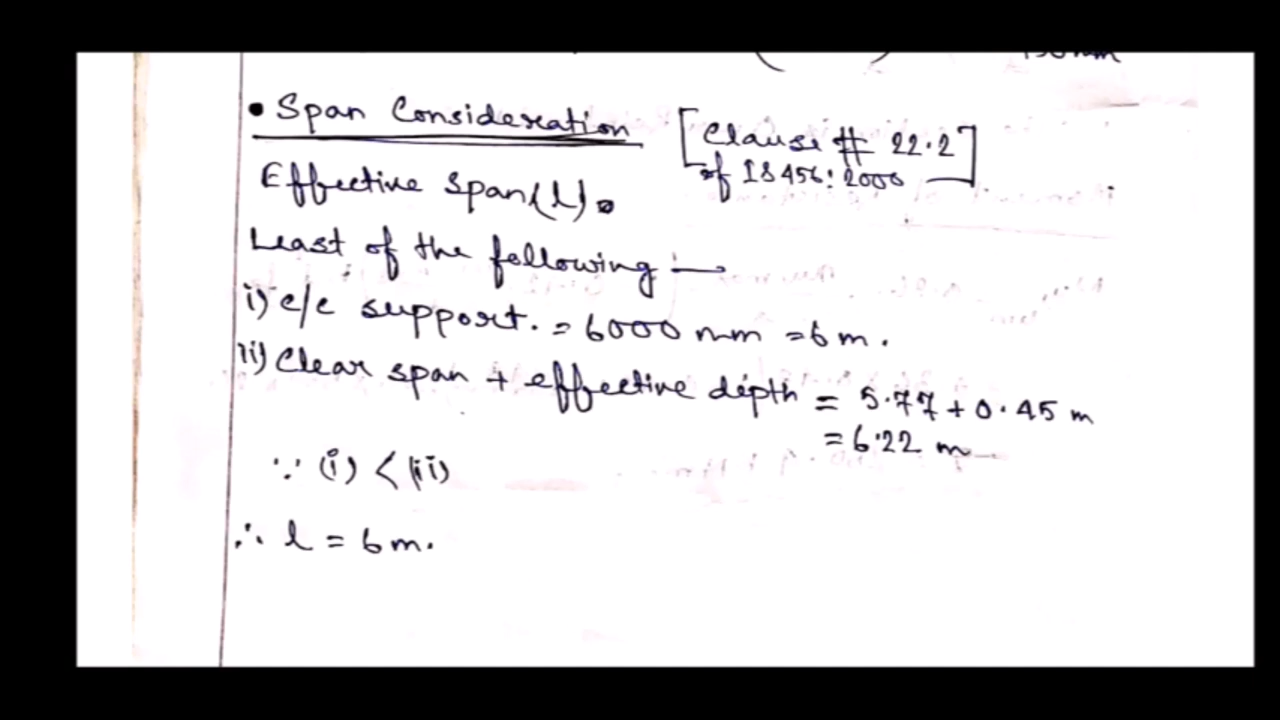 • Span Consideration [Clause # 22.2
of IS 456: 2000]
Effective span(l).
Least of the following :—
i) c/c support. = 6000 mm = 6m.
ii) Clear span + effective depth = 5.77 + 0.45 m
= 6.22 m
∵ (i) < (ii)
∴ l = 6m.